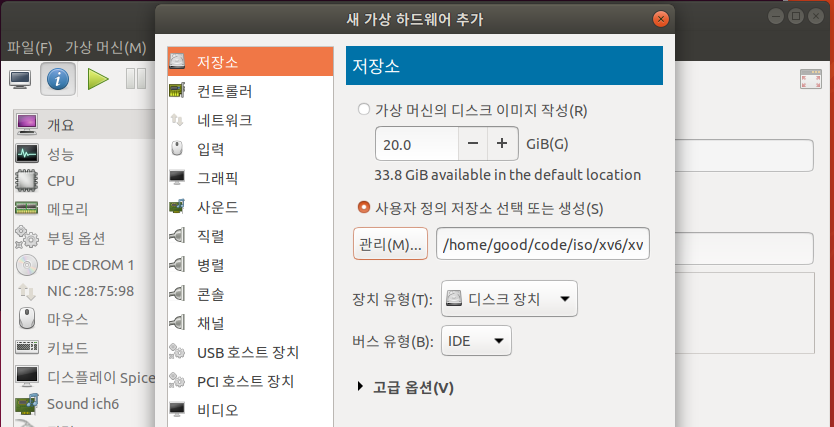 새 가상 하드웨어 추가
파일(F) 가상 머신(M)
개요
성능
CPU
메모리
부팅 옵션
IDE CDROM 1
NIC :28:75:98
마우스
키보드
디스플레이 Spice
Sound ich6
저장소
컨트롤러
네트워크
입력
그래픽
사운드
직렬
병렬
콘솔
채널
USB 호스트 장치
PCI 호스트 장치
비디오
저장소
가상 머신의 디스크 이미지 작성(R)
20.0 − + GiB(G)
33.8 GiB available in the default location
사용자 정의 저장소 선택 또는 생성(S)
관리(M)... /home/good/code/iso/xv6/xv
장치 유형(T): 디스크 장치
버스 유형(B): IDE
고급 옵션(V)